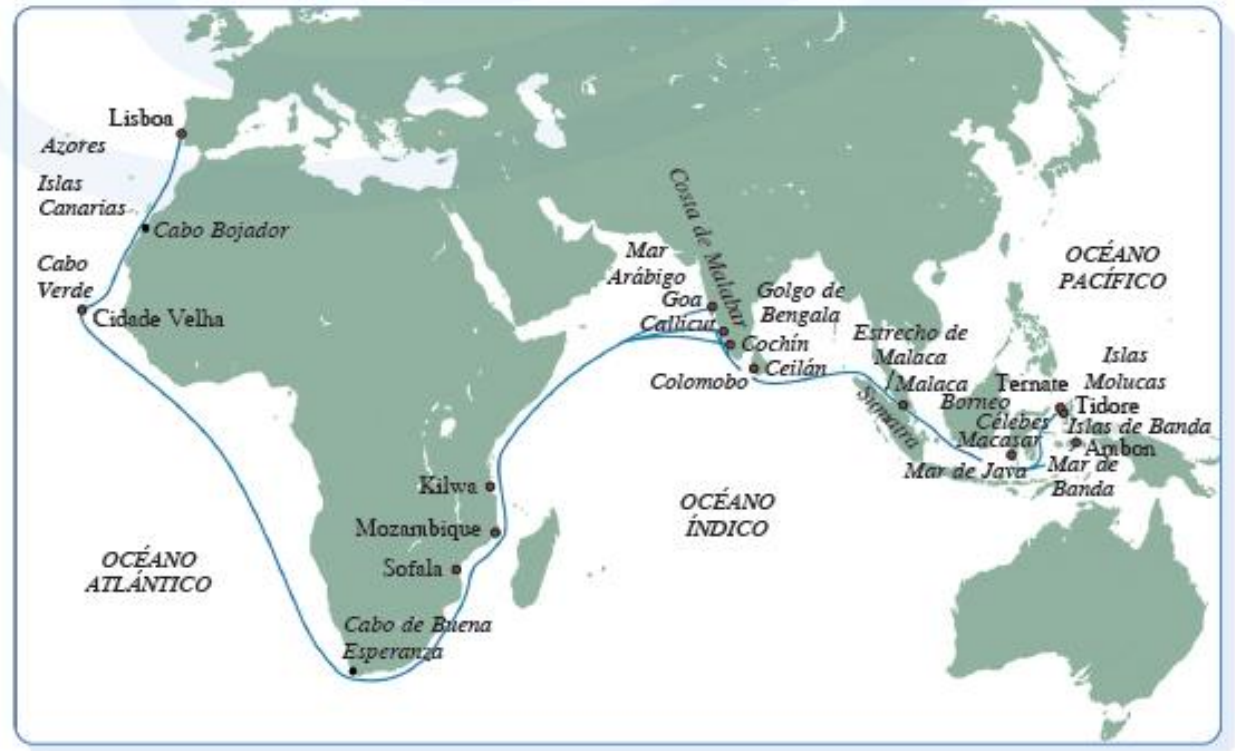 Lisboa
Azores
Islas
Canarias
Cabo Bojador
Cabo
Verde
Cidade Velha
Costa de Malabar
Mar
Arábigo
Goa
Callicut
Cochín
Golgo de
Bengala
Ceilán
Colomobo
Estrecho de
Malaca
Malaca
Sumatra
Borneo
Célebes
Macasar
Mar de Java
Ternate
Tidore
Islas
Molucas
Islas de Banda
Ambon
Mar de
Banda
OCÉANO
PACÍFICO
Kilwa
Mozambique
Sofala
OCÉANO
ÍNDICO
OCÉANO
ATLÁNTICO
Cabo de Buena
Esperanza